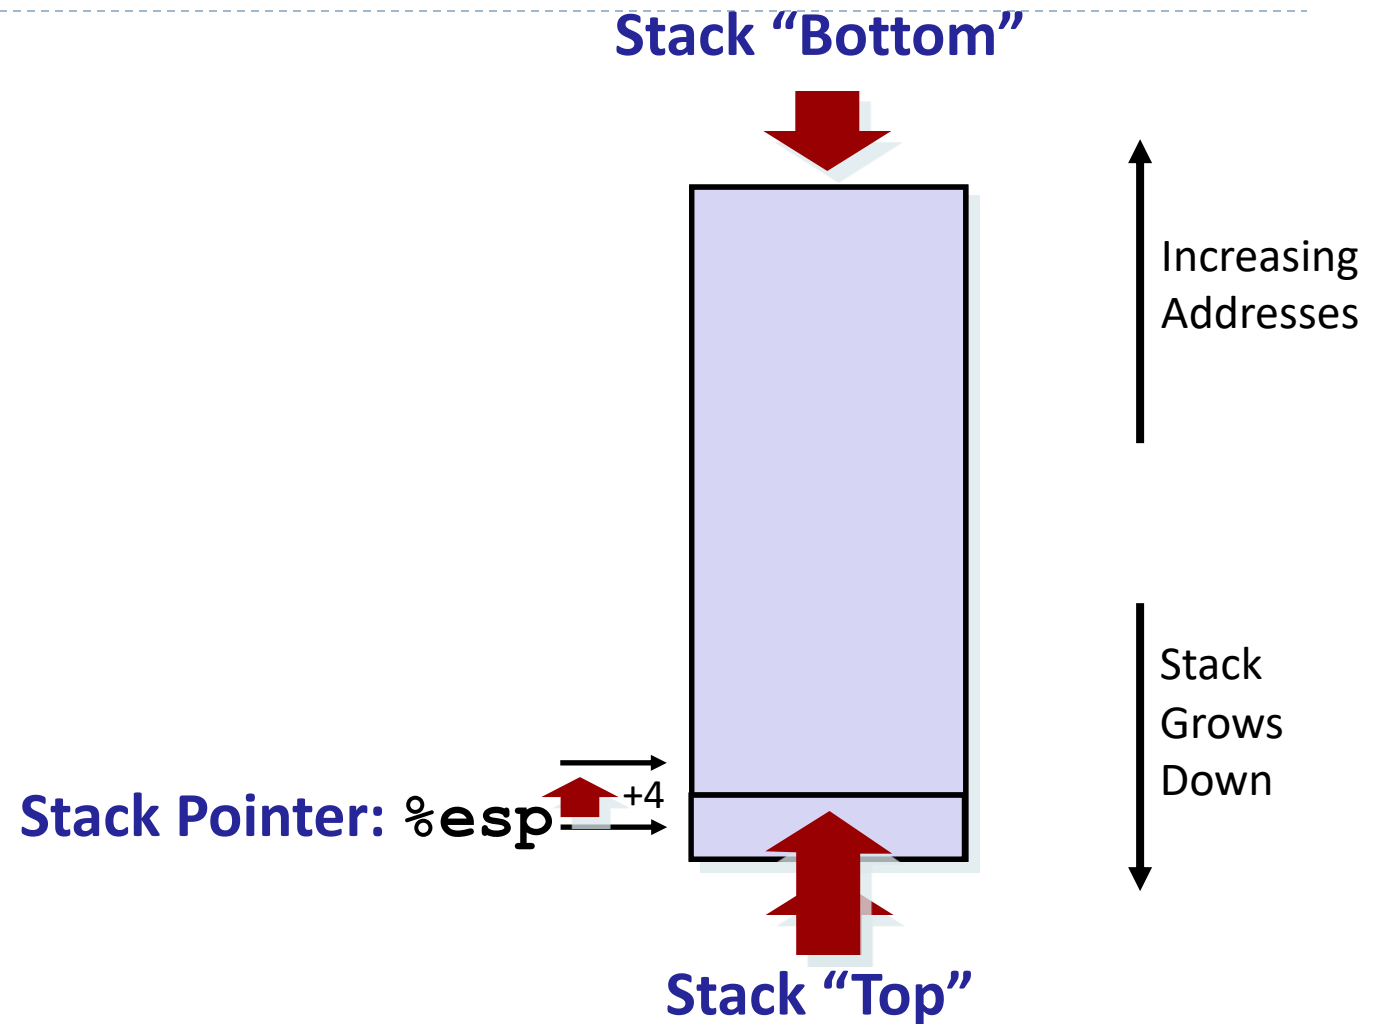 Stack “Bottom”
Increasing
Addresses
Stack
Grows
Down
+4
Stack Pointer: %esp
Stack “Top”